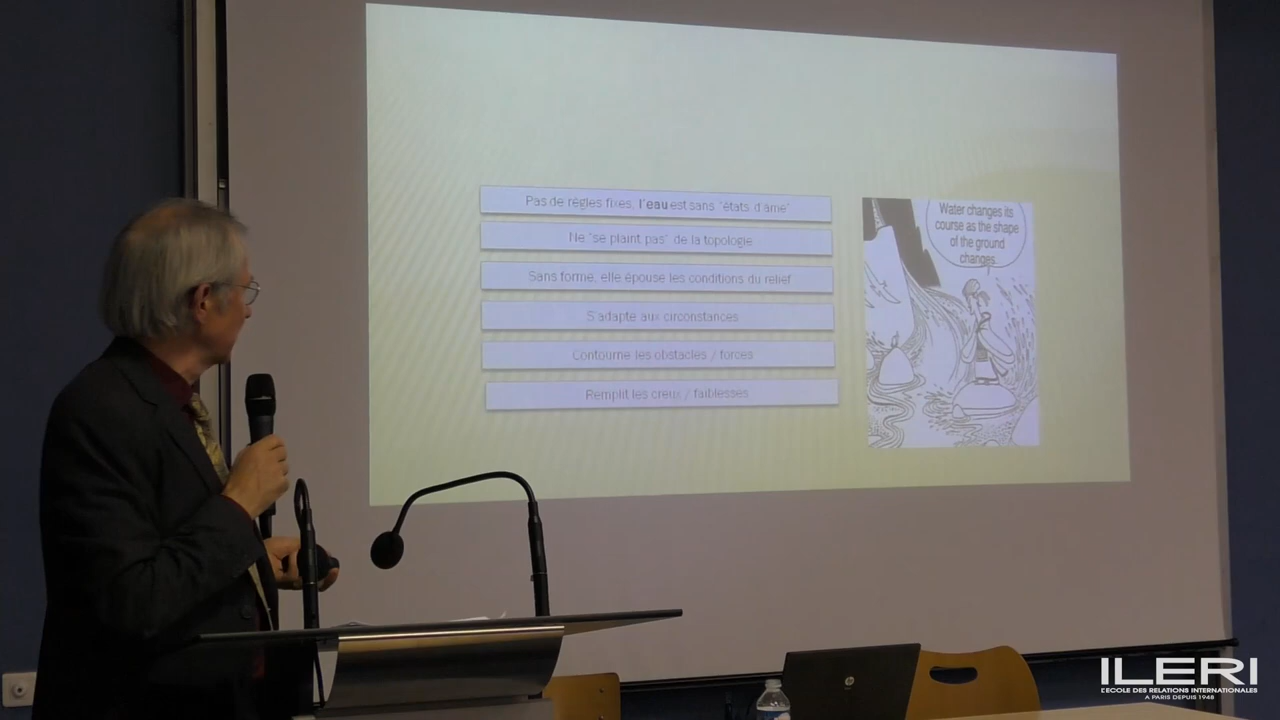 Pas de règles fixes, l'eau est sans "états d'âme"
Ne "se plaint pas" de la topologie
Sans forme, elle épouse les conditions du relief
S'adapte aux circonstances
Contourne les obstacles / forces
Remplit les creux / faiblesses
Water changes its
course as the shape
of the ground
changes
hp
ILERI
L'ECOLE DES RELATIONS INTERNATIONALES
A PARIS DEPUIS 1948